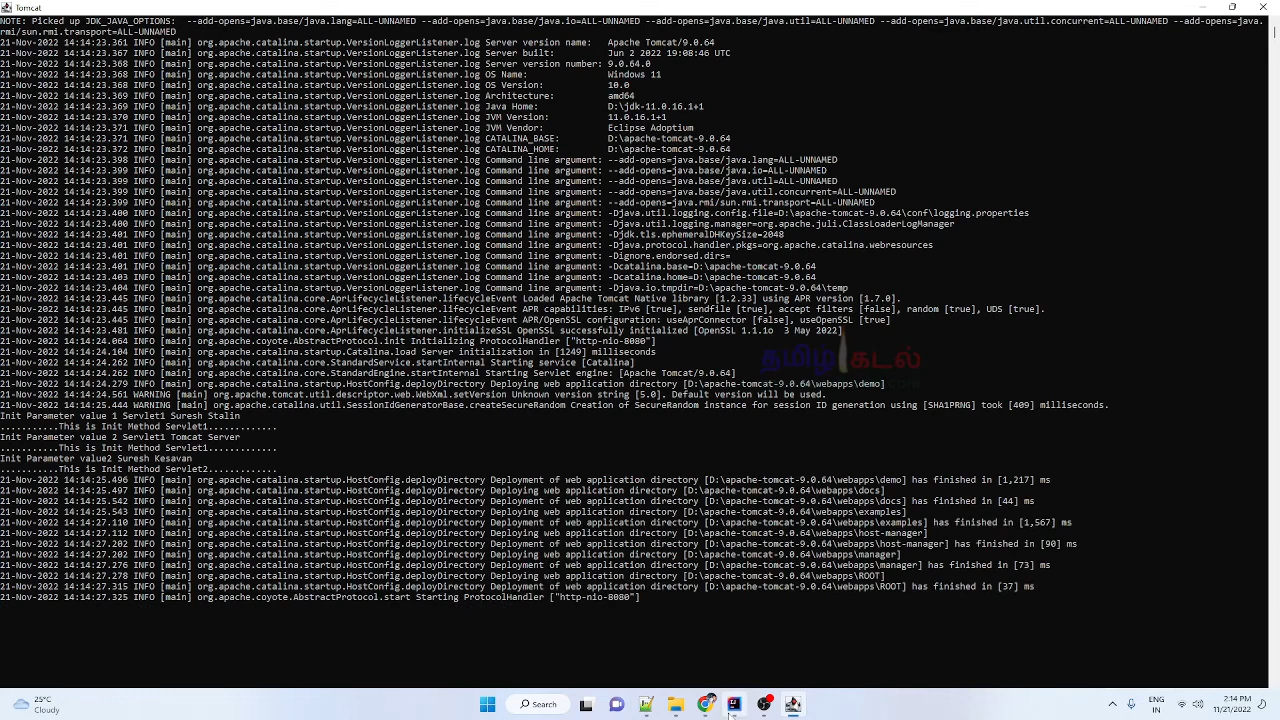 Tomcat
NOTE: Picked up JDK_JAVA_OPTIONS:  --add-opens=java.base/java.lang=ALL-UNNAMED --add-opens=java.base/java.io=ALL-UNNAMED --add-opens=java.base/java.util=ALL-UNNAMED --add-opens=java.base/java.util.concurrent=ALL-UNNAMED --add-opens=java.
rmi/sun.rmi.transport=ALL-UNNAMED
21-Nov-2022 14:14:23.361 INFO [main] org.apache.catalina.startup.VersionLoggerListener.log Server version name:   Apache Tomcat/9.0.64
21-Nov-2022 14:14:23.367 INFO [main] org.apache.catalina.startup.VersionLoggerListener.log Server built:          Jun 2 2022 19:08:46 UTC
21-Nov-2022 14:14:23.368 INFO [main] org.apache.catalina.startup.VersionLoggerListener.log Server version number: 9.0.64.0
21-Nov-2022 14:14:23.368 INFO [main] org.apache.catalina.startup.VersionLoggerListener.log OS Name:               Windows 11
21-Nov-2022 14:14:23.368 INFO [main] org.apache.catalina.startup.VersionLoggerListener.log OS Version:            10.0
21-Nov-2022 14:14:23.369 INFO [main] org.apache.catalina.startup.VersionLoggerListener.log Architecture:          amd64
21-Nov-2022 14:14:23.369 INFO [main] org.apache.catalina.startup.VersionLoggerListener.log Java Home:             D:\jdk-11.0.16.1+1
21-Nov-2022 14:14:23.370 INFO [main] org.apache.catalina.startup.VersionLoggerListener.log JVM Version:           11.0.16.1+1
21-Nov-2022 14:14:23.371 INFO [main] org.apache.catalina.startup.VersionLoggerListener.log JVM Vendor:            Eclipse Adoptium
21-Nov-2022 14:14:23.371 INFO [main] org.apache.catalina.startup.VersionLoggerListener.log CATALINA_BASE:         D:\apache-tomcat-9.0.64
21-Nov-2022 14:14:23.372 INFO [main] org.apache.catalina.startup.VersionLoggerListener.log CATALINA_HOME:         D:\apache-tomcat-9.0.64
21-Nov-2022 14:14:23.398 INFO [main] org.apache.catalina.startup.VersionLoggerListener.log Command line argument: --add-opens=java.base/java.lang=ALL-UNNAMED
21-Nov-2022 14:14:23.399 INFO [main] org.apache.catalina.startup.VersionLoggerListener.log Command line argument: --add-opens=java.base/java.io=ALL-UNNAMED
21-Nov-2022 14:14:23.399 INFO [main] org.apache.catalina.startup.VersionLoggerListener.log Command line argument: --add-opens=java.base/java.util=ALL-UNNAMED
21-Nov-2022 14:14:23.399 INFO [main] org.apache.catalina.startup.VersionLoggerListener.log Command line argument: --add-opens=java.base/java.util.concurrent=ALL-UNNAMED
21-Nov-2022 14:14:23.399 INFO [main] org.apache.catalina.startup.VersionLoggerListener.log Command line argument: --add-opens=java.rmi/sun.rmi.transport=ALL-UNNAMED
21-Nov-2022 14:14:23.400 INFO [main] org.apache.catalina.startup.VersionLoggerListener.log Command line argument: -Djava.util.logging.config.file=D:\apache-tomcat-9.0.64\conf\logging.properties
21-Nov-2022 14:14:23.400 INFO [main] org.apache.catalina.startup.VersionLoggerListener.log Command line argument: -Djava.util.logging.manager=org.apache.juli.ClassLoaderLogManager
21-Nov-2022 14:14:23.401 INFO [main] org.apache.catalina.startup.VersionLoggerListener.log Command line argument: -Djdk.tls.ephemeralDHKeySize=2048
21-Nov-2022 14:14:23.401 INFO [main] org.apache.catalina.startup.VersionLoggerListener.log Command line argument: -Djava.protocol.handler.pkgs=org.apache.catalina.webresources
21-Nov-2022 14:14:23.401 INFO [main] org.apache.catalina.startup.VersionLoggerListener.log Command line argument: -Dignore.endorsed.dirs=
21-Nov-2022 14:14:23.401 INFO [main] org.apache.catalina.startup.VersionLoggerListener.log Command line argument: -Dcatalina.base=D:\apache-tomcat-9.0.64
21-Nov-2022 14:14:23.403 INFO [main] org.apache.catalina.startup.VersionLoggerListener.log Command line argument: -Dcatalina.home=D:\apache-tomcat-9.0.64
21-Nov-2022 14:14:23.404 INFO [main] org.apache.catalina.startup.VersionLoggerListener.log Command line argument: -Djava.io.tmpdir=D:\apache-tomcat-9.0.64\temp
21-Nov-2022 14:14:23.445 INFO [main] org.apache.catalina.core.AprLifecycleListener.lifecycleEvent Loaded Apache Tomcat Native library [1.2.33] using APR version [1.7.0].
21-Nov-2022 14:14:23.445 INFO [main] org.apache.catalina.core.AprLifecycleListener.lifecycleEvent APR capabilities: IPv6 [true], sendfile [true], accept filters [false], random [true], UDS [true].
21-Nov-2022 14:14:23.445 INFO [main] org.apache.catalina.core.AprLifecycleListener.lifecycleEvent APR/OpenSSL configuration: useAprConnector [false], useOpenSSL [true]
21-Nov-2022 14:14:23.481 INFO [main] org.apache.catalina.core.AprLifecycleListener.initializeSSL OpenSSL successfully initialized [OpenSSL 1.1.1o  3 May 2022]
21-Nov-2022 14:14:24.064 INFO [main] org.apache.coyote.AbstractProtocol.init Initializing ProtocolHandler ["http-nio-8080"]
21-Nov-2022 14:14:24.104 INFO [main] org.apache.catalina.startup.Catalina.load Server initialization in [1249] milliseconds
தமிழ் கடல்
21-Nov-2022 14:14:24.262 INFO [main] org.apache.catalina.core.StandardService.startInternal Starting service [Catalina]
21-Nov-2022 14:14:24.262 INFO [main] org.apache.catalina.core.StandardEngine.startInternal Starting Servlet engine: [Apache Tomcat/9.0.64]
21-Nov-2022 14:14:24.279 INFO [main] org.apache.catalina.startup.HostConfig.deployDirectory Deploying web application directory [D:\apache-tomcat-9.0.64\webapps\demo]
21-Nov-2022 14:14:24.561 WARNING [main] org.apache.tomcat.util.descriptor.web.WebXml.setVersion Unknown version string [5.0]. Default version will be used.
21-Nov-2022 14:14:25.444 WARNING [main] org.apache.catalina.util.SessionIdGeneratorBase.createSecureRandom Creation of SecureRandom instance for session ID generation using [SHA1PRNG] took [409] milliseconds.
Init Parameter value 1 Servlet1 Suresh Stalin
...........This is Init Method Servlet1.............
Init Parameter value 2 Servlet1 Tomcat Server
...........This is Init Method Servlet1.............
Init Parameter value2 Suresh Kesavan
...........This is Init Method Servlet2.............
21-Nov-2022 14:14:25.496 INFO [main] org.apache.catalina.startup.HostConfig.deployDirectory Deployment of web application directory [D:\apache-tomcat-9.0.64\webapps\demo] has finished in [1,217] ms
21-Nov-2022 14:14:25.497 INFO [main] org.apache.catalina.startup.HostConfig.deployDirectory Deploying web application directory [D:\apache-tomcat-9.0.64\webapps\docs]
21-Nov-2022 14:14:25.542 INFO [main] org.apache.catalina.startup.HostConfig.deployDirectory Deployment of web application directory [D:\apache-tomcat-9.0.64\webapps\docs] has finished in [44] ms
21-Nov-2022 14:14:25.543 INFO [main] org.apache.catalina.startup.HostConfig.deployDirectory Deploying web application directory [D:\apache-tomcat-9.0.64\webapps\examples]
21-Nov-2022 14:14:27.110 INFO [main] org.apache.catalina.startup.HostConfig.deployDirectory Deployment of web application directory [D:\apache-tomcat-9.0.64\webapps\examples] has finished in [1,567] ms
21-Nov-2022 14:14:27.112 INFO [main] org.apache.catalina.startup.HostConfig.deployDirectory Deploying web application directory [D:\apache-tomcat-9.0.64\webapps\host-manager]
21-Nov-2022 14:14:27.202 INFO [main] org.apache.catalina.startup.HostConfig.deployDirectory Deployment of web application directory [D:\apache-tomcat-9.0.64\webapps\host-manager] has finished in [90] ms
21-Nov-2022 14:14:27.202 INFO [main] org.apache.catalina.startup.HostConfig.deployDirectory Deploying web application directory [D:\apache-tomcat-9.0.64\webapps\manager]
21-Nov-2022 14:14:27.276 INFO [main] org.apache.catalina.startup.HostConfig.deployDirectory Deployment of web application directory [D:\apache-tomcat-9.0.64\webapps\manager] has finished in [73] ms
21-Nov-2022 14:14:27.278 INFO [main] org.apache.catalina.startup.HostConfig.deployDirectory Deploying web application directory [D:\apache-tomcat-9.0.64\webapps\ROOT]
21-Nov-2022 14:14:27.315 INFO [main] org.apache.catalina.startup.HostConfig.deployDirectory Deployment of web application directory [D:\apache-tomcat-9.0.64\webapps\ROOT] has finished in [37] ms
21-Nov-2022 14:14:27.325 INFO [main] org.apache.coyote.AbstractProtocol.start Starting ProtocolHandler ["http-nio-8080"]
25°C
Cloudy
Search
ENG
IN
2:14 PM
11/21/2022